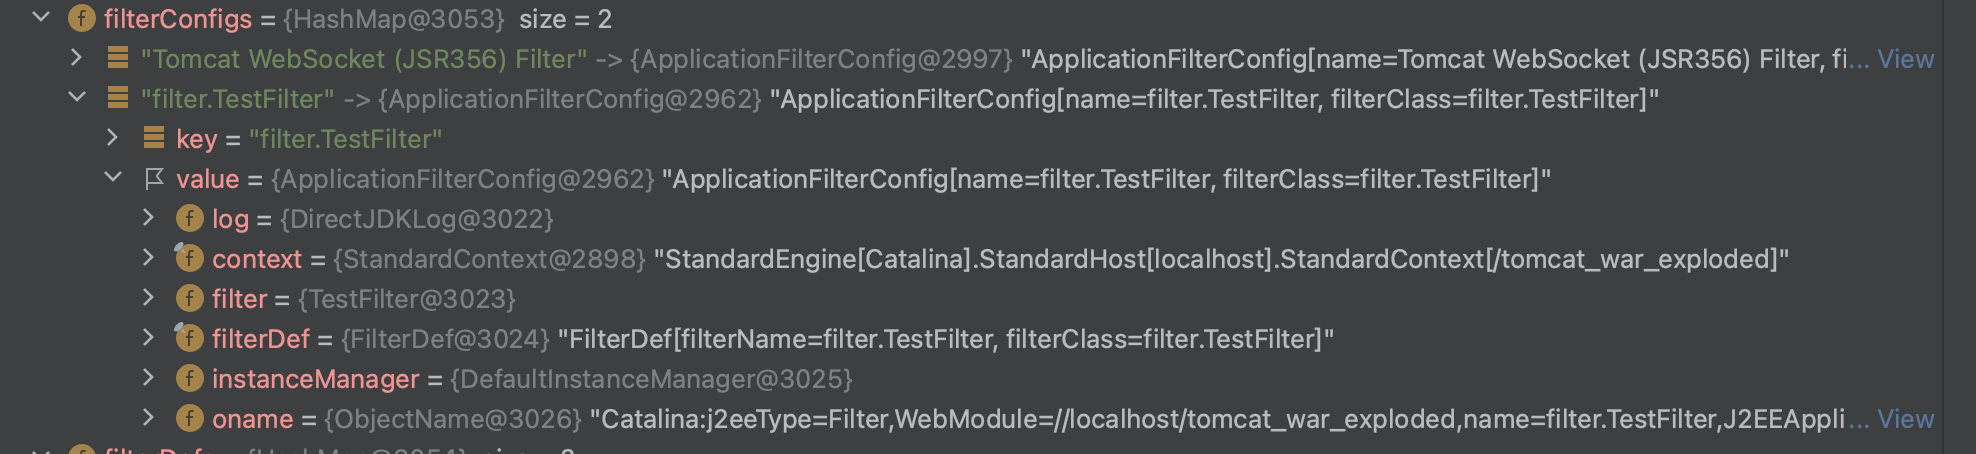 filterConfigs = {HashMap@3053} size = 2
"Tomcat WebSocket (JSR356) Filter" -> {ApplicationFilterConfig@2997} "ApplicationFilterConfig[name=Tomcat WebSocket (JSR356) Filter, fi... View
"filter.TestFilter" -> {ApplicationFilterConfig@2962} "ApplicationFilterConfig[name=filter.TestFilter, filterClass=filter.TestFilter]"
key = "filter.TestFilter"
value = {ApplicationFilterConfig@2962} "ApplicationFilterConfig[name=filter.TestFilter, filterClass=filter.TestFilter]"
f log = {DirectJDKLog@3022}
f context = {StandardContext@2898} "StandardEngine[Catalina].StandardHost[localhost].StandardContext[/tomcat_war_exploded]"
f filter = {TestFilter@3023}
f filterDef = {FilterDef@3024} "FilterDef[filterName=filter.TestFilter, filterClass=filter.TestFilter]"
f instanceManager = {DefaultInstanceManager@3025}
f oname = {ObjectName@3026} "Catalina:j2eeType=Filter,WebModule=//localhost/tomcat_war_exploded,name=filter.TestFilter,J2EEAppli... View